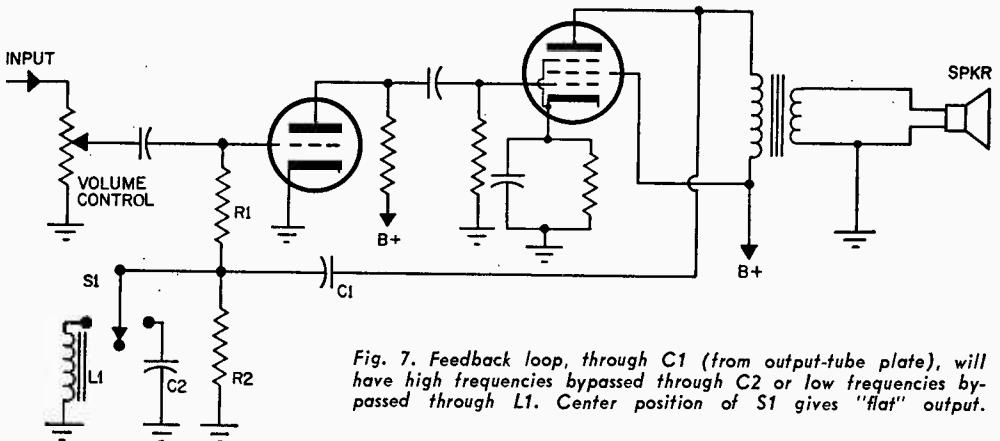 INPUT
SPKR
VOLUME
CONTROL
R1
B+
B+
S1
C1
L1
C2
R2
Fig. 7. Feedback loop, through C1 (from output-tube plate), will
have high frequencies bypassed through C2 or low frequencies by-
passed through L1. Center position of S1 gives "flat" output.